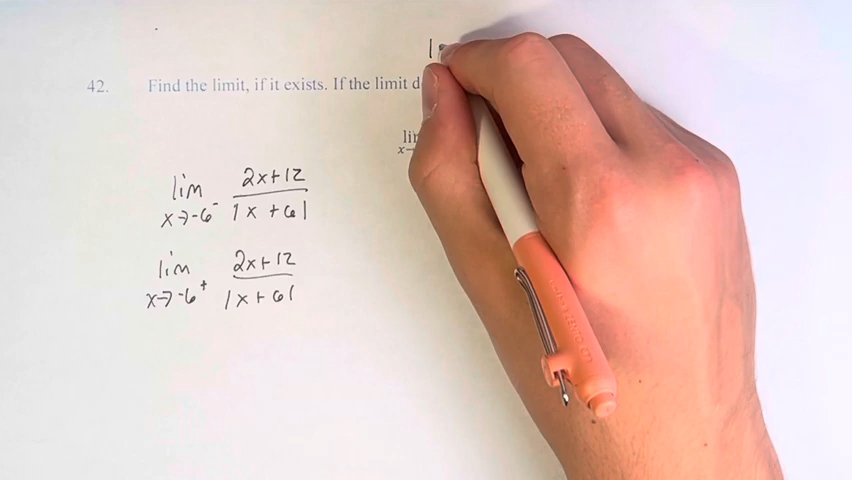 42. Find the limit, if it exists. If the limit
lim 2x+12
x→-6⁻ |x+6|
lim 2x+12
x→-6⁺ |x+6|